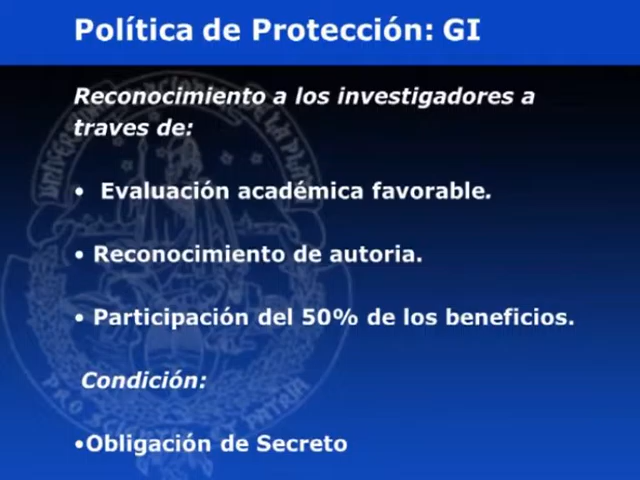 Política de Protección: GI
Reconocimiento a los investigadores a
traves de:
• Evaluación académica favorable.
• Reconocimiento de autoria.
• Participación del 50% de los beneficios.
Condición:
•Obligación de Secreto